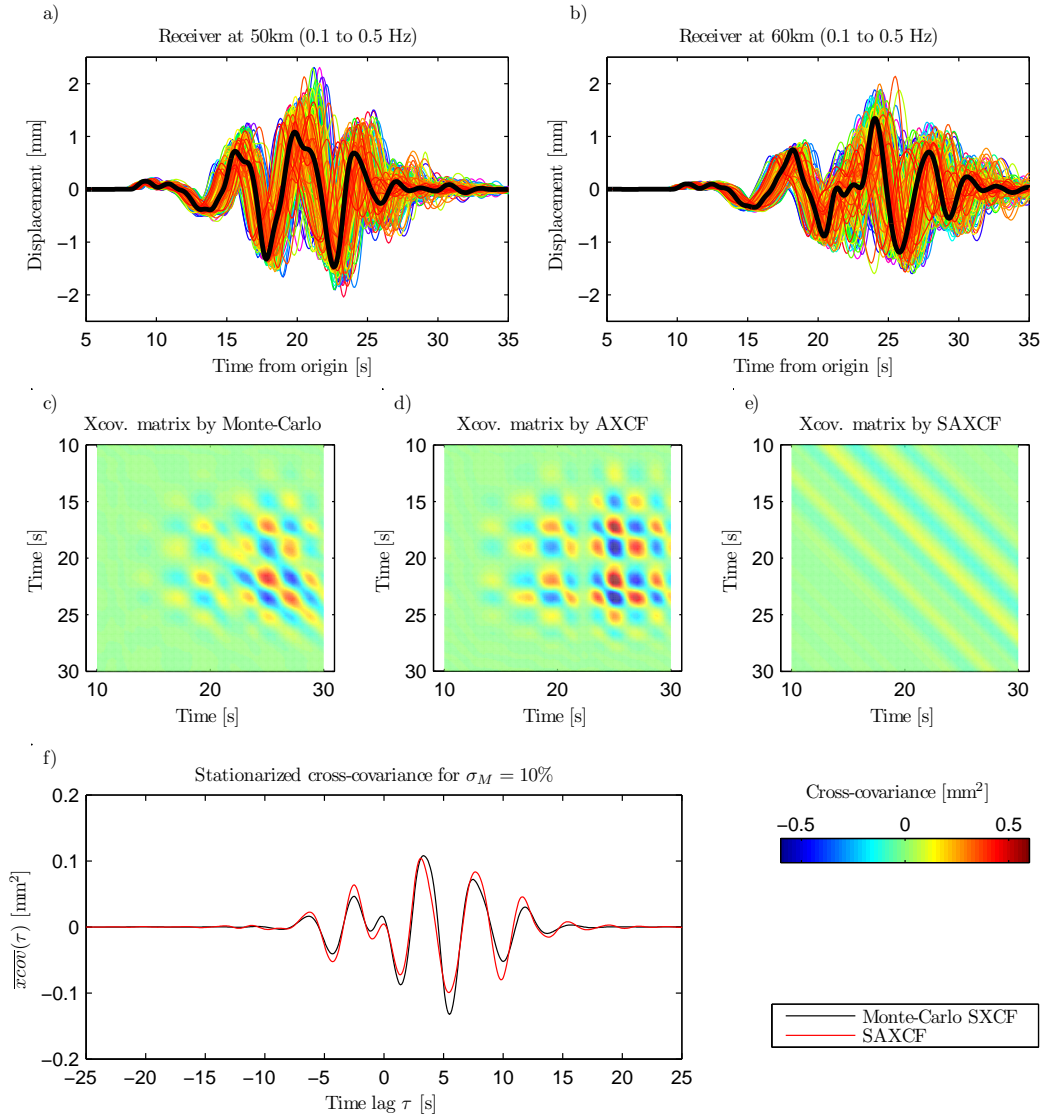 a)
Receiver at 50km (0.1 to 0.5 Hz)
Displacement [mm]
2
1
0
−1
−2
5 10 15 20 25 30 35
Time from origin [s]
b)
Receiver at 60km (0.1 to 0.5 Hz)
Displacement [mm]
2
1
0
−1
−2
5 10 15 20 25 30 35
Time from origin [s]
c)
Xcov. matrix by Monte-Carlo
Time [s]
10
15
20
25
30
10 20 30
Time [s]
d)
Xcov. matrix by AXCF
Time [s]
10
15
20
25
30
10 20 30
Time [s]
e)
Xcov. matrix by SAXCF
Time [s]
10
15
20
25
30
10 20 30
Time [s]
f)
Stationarized cross-covariance for σ_M = 10%
x̅c̅o̅v̅(τ) [mm²]
0.2
0.1
0
−0.1
−0.2
−25 −20 −15 −10 −5 0 5 10 15 20 25
Time lag τ [s]
Cross-covariance [mm²]
−0.5 0 0.5
Monte-Carlo SXCF
SAXCF